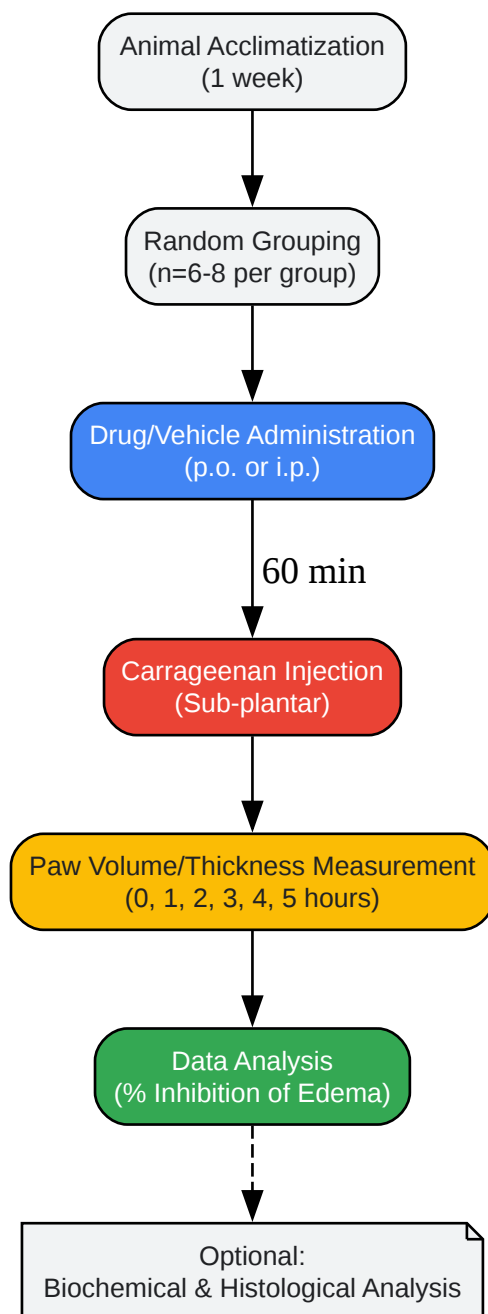 Animal Acclimatization
(1 week)
Random Grouping
(n=6-8 per group)
Drug/Vehicle Administration
(p.o. or i.p.)
60 min
Carrageenan Injection
(Sub-plantar)
Paw Volume/Thickness Measurement
(0, 1, 2, 3, 4, 5 hours)
Data Analysis
(% Inhibition of Edema)
Optional:
Biochemical & Histological Analysis